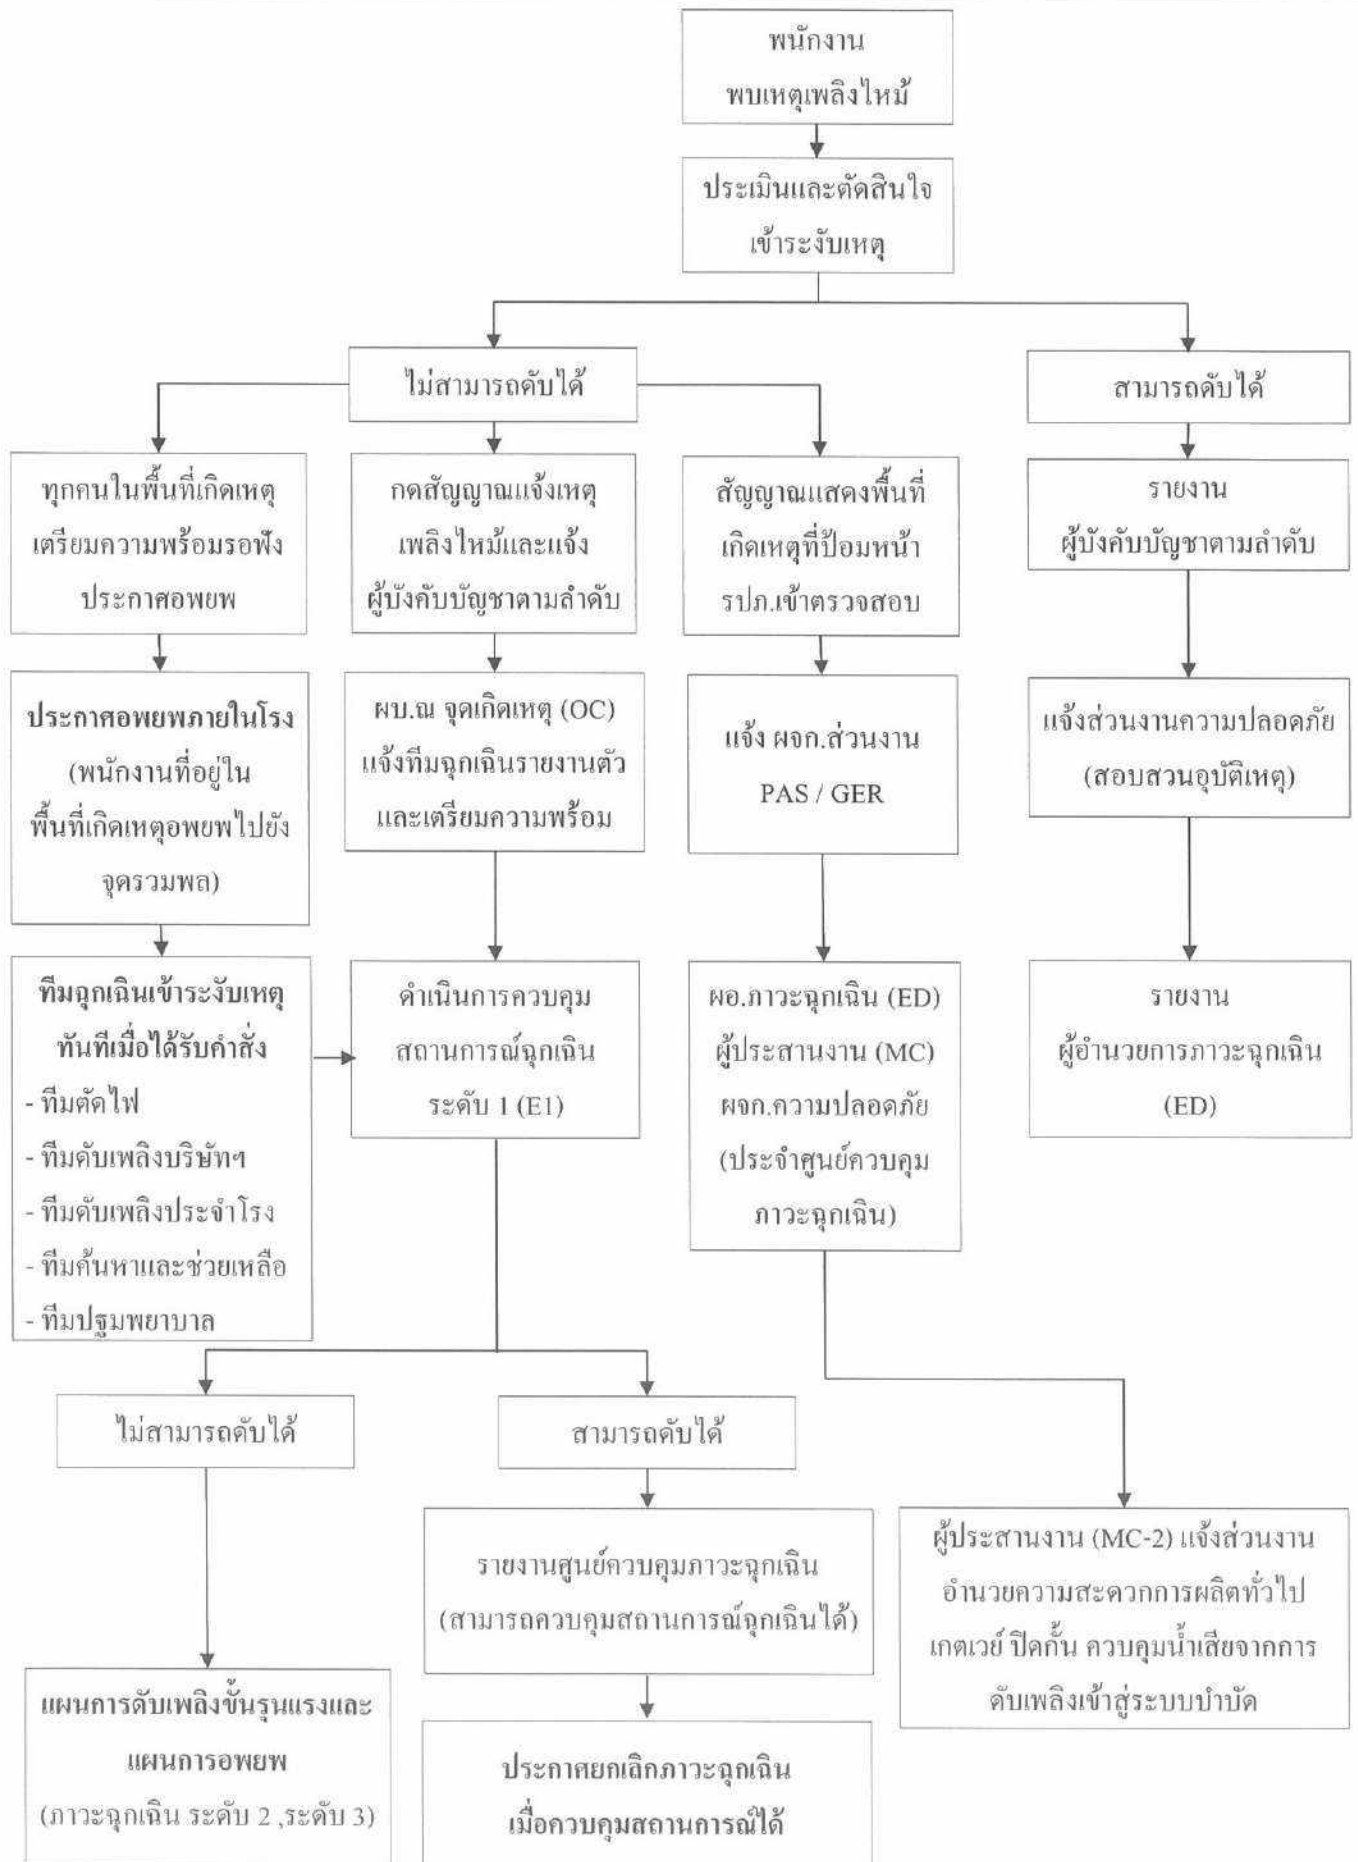 พนักงาน
พบเหตุเพลิงไหม้
ประเมินและตัดสินใจ
เข้าระงับเหตุ
ไม่สามารถดับได้
สามารถดับได้
ทุกคนในพื้นที่เกิดเหตุ
เตรียมความพร้อมรอฟัง
ประกาศอพยพ
กดสัญญาณแจ้งเหตุ
เพลิงไหม้และแจ้ง
ผู้บังคับบัญชาตามลำดับ
สัญญาณแสดงพื้นที่
เกิดเหตุที่ป้อมหน้า
รปภ.เข้าตรวจสอบ
รายงาน
ผู้บังคับบัญชาตามลำดับ
ประกาศอพยพภายในโรง
(พนักงานที่อยู่ใน
พื้นที่เกิดเหตุอพยพไปยัง
จุดรวมพล)
ผบ.ณ จุดเกิดเหตุ (OC)
แจ้งทีมฉุกเฉินรายงานตัว
และเตรียมความพร้อม
แจ้ง ผจก.ส่วนงาน
PAS / GER
แจ้งส่วนงานความปลอดภัย
(สอบสวนอุบัติเหตุ)
ทีมฉุกเฉินเข้าระงับเหตุ
ทันทีเมื่อได้รับคำสั่ง
- ทีมตัดไฟ
- ทีมดับเพลิงบริษัทฯ
- ทีมดับเพลิงประจำโรง
- ทีมค้นหาและช่วยเหลือ
- ทีมปฐมพยาบาล
ดำเนินการควบคุม
สถานการณ์ฉุกเฉิน
ระดับ 1 (E1)
ผอ.ภาวะฉุกเฉิน (ED)
ผู้ประสานงาน (MC)
ผจก.ความปลอดภัย
(ประจำศูนย์ควบคุม
ภาวะฉุกเฉิน)
รายงาน
ผู้อำนวยการภาวะฉุกเฉิน
(ED)
ไม่สามารถดับได้
สามารถดับได้
รายงานศูนย์ควบคุมภาวะฉุกเฉิน
(สามารถควบคุมสถานการณ์ฉุกเฉินได้)
ผู้ประสานงาน (MC-2) แจ้งส่วนงาน
อำนวยความสะดวกการผลิตทั่วไป
เกตเวย์ ปิดกั้น ควบคุมน้ำเสียจากการ
ดับเพลิงเข้าสู่ระบบบำบัด
แผนการดับเพลิงขั้นรุนแรงและ
แผนการอพยพ
(ภาวะฉุกเฉิน ระดับ 2 ,ระดับ 3)
ประกาศยกเลิกภาวะฉุกเฉิน
เมื่อควบคุมสถานการณ์ได้